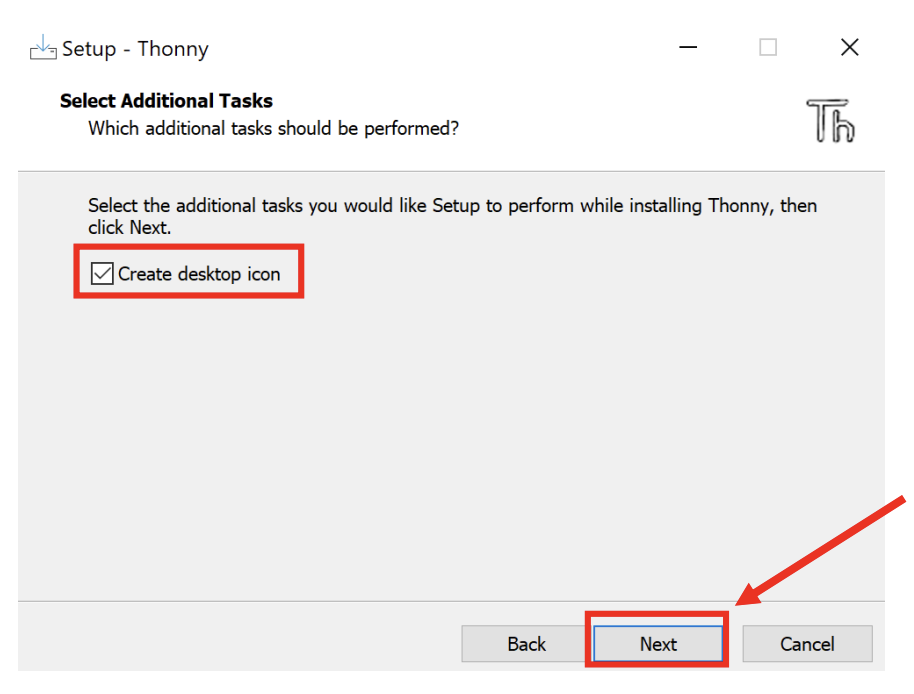 Setup - Thonny
Select Additional Tasks
Which additional tasks should be performed?
Th
Select the additional tasks you would like Setup to perform while installing Thonny, then
click Next.
Create desktop icon
Back
Next
Cancel